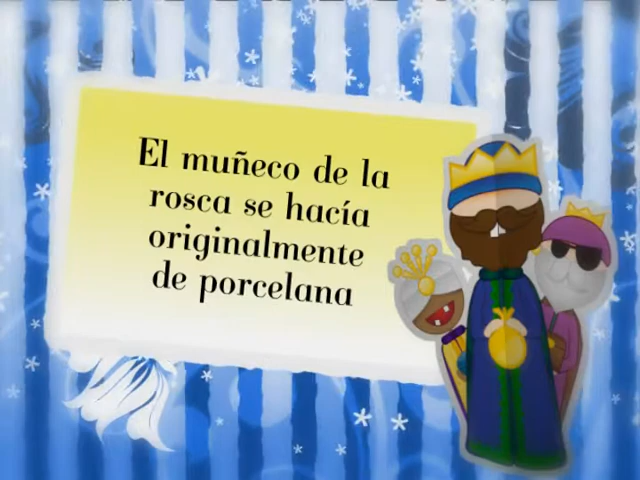 El muñeco de la
rosca se hacía
originalmente
de porcelana